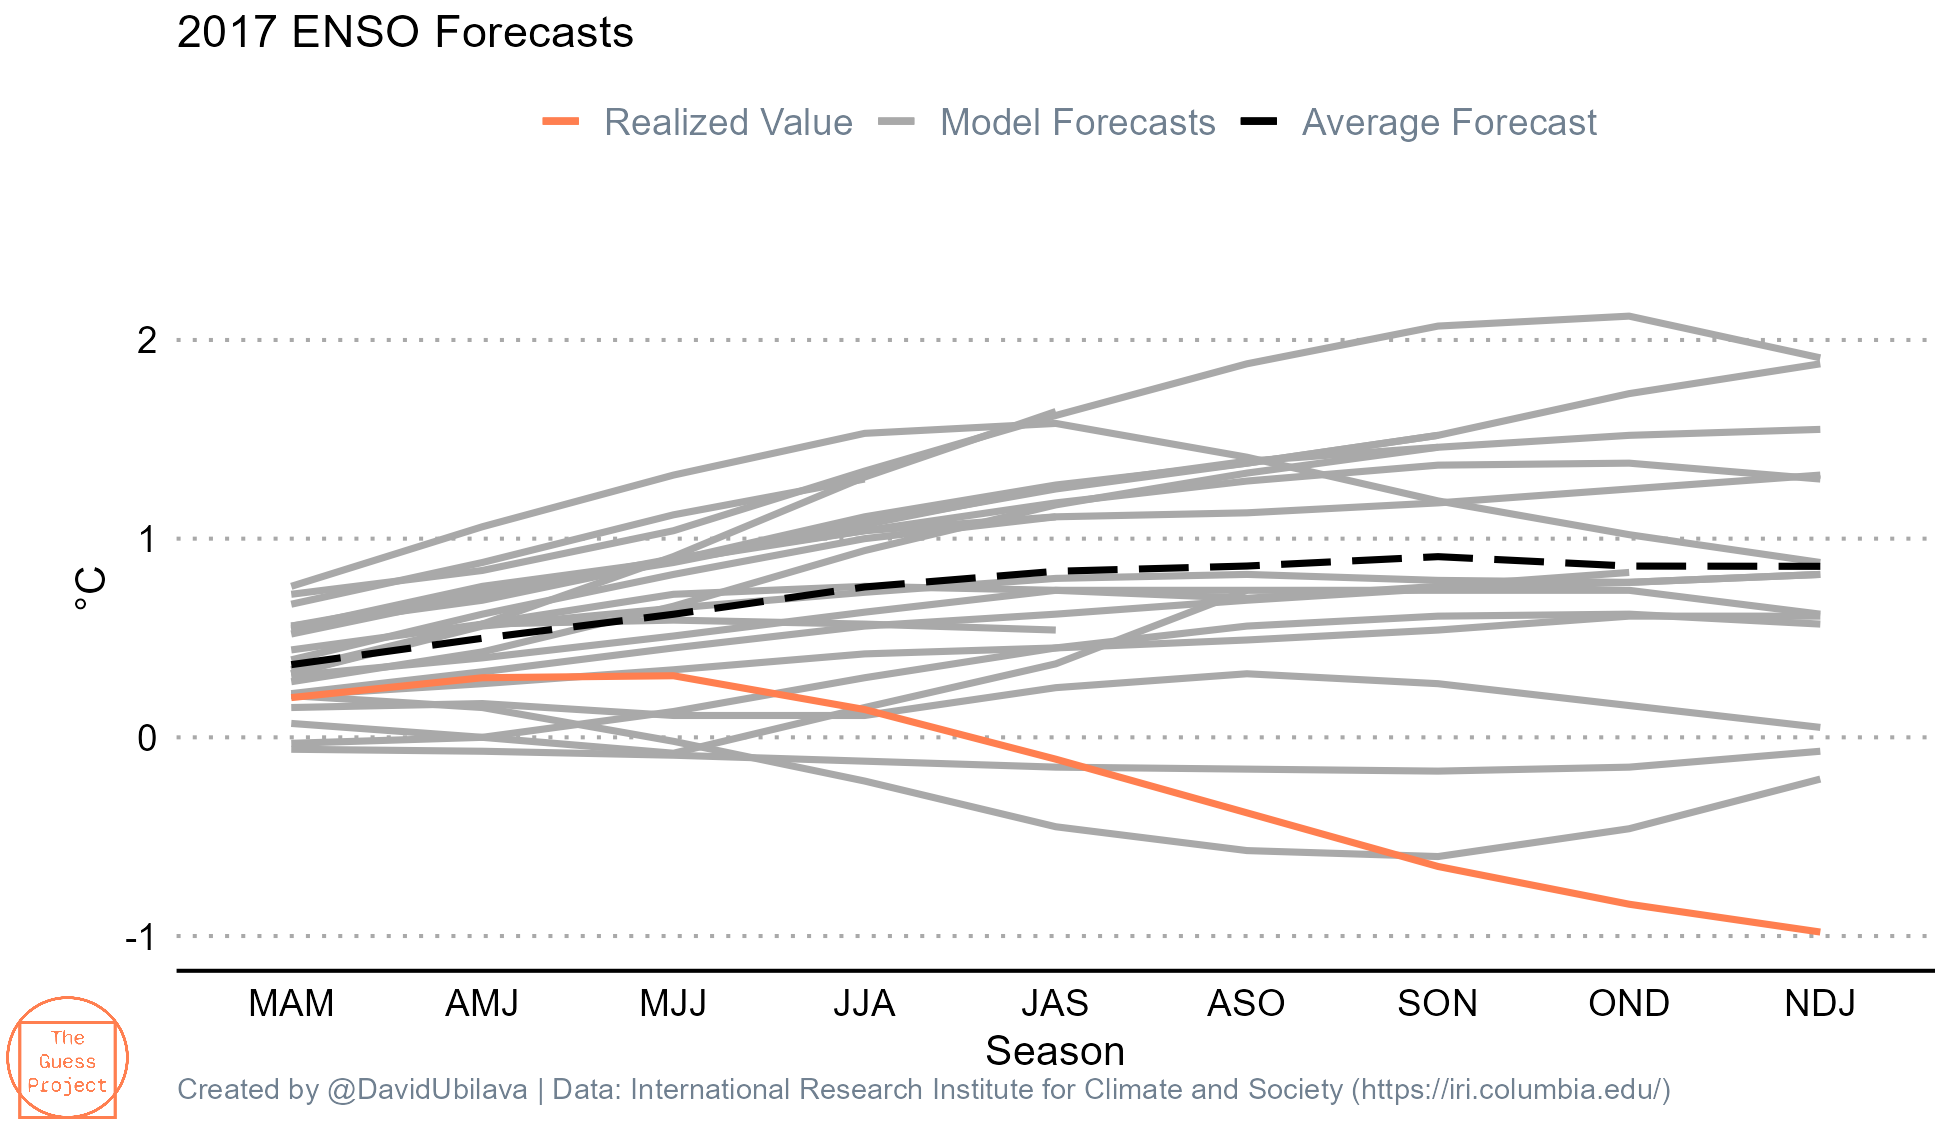 2017 ENSO Forecasts
Realized Value Model Forecasts Average Forecast
2
1
0
-1
°C
MAM AMJ MJJ JJA JAS ASO SON OND NDJ
Season
The
Guess
Project
Created by @DavidUbilava | Data: International Research Institute for Climate and Society (https://iri.columbia.edu/)